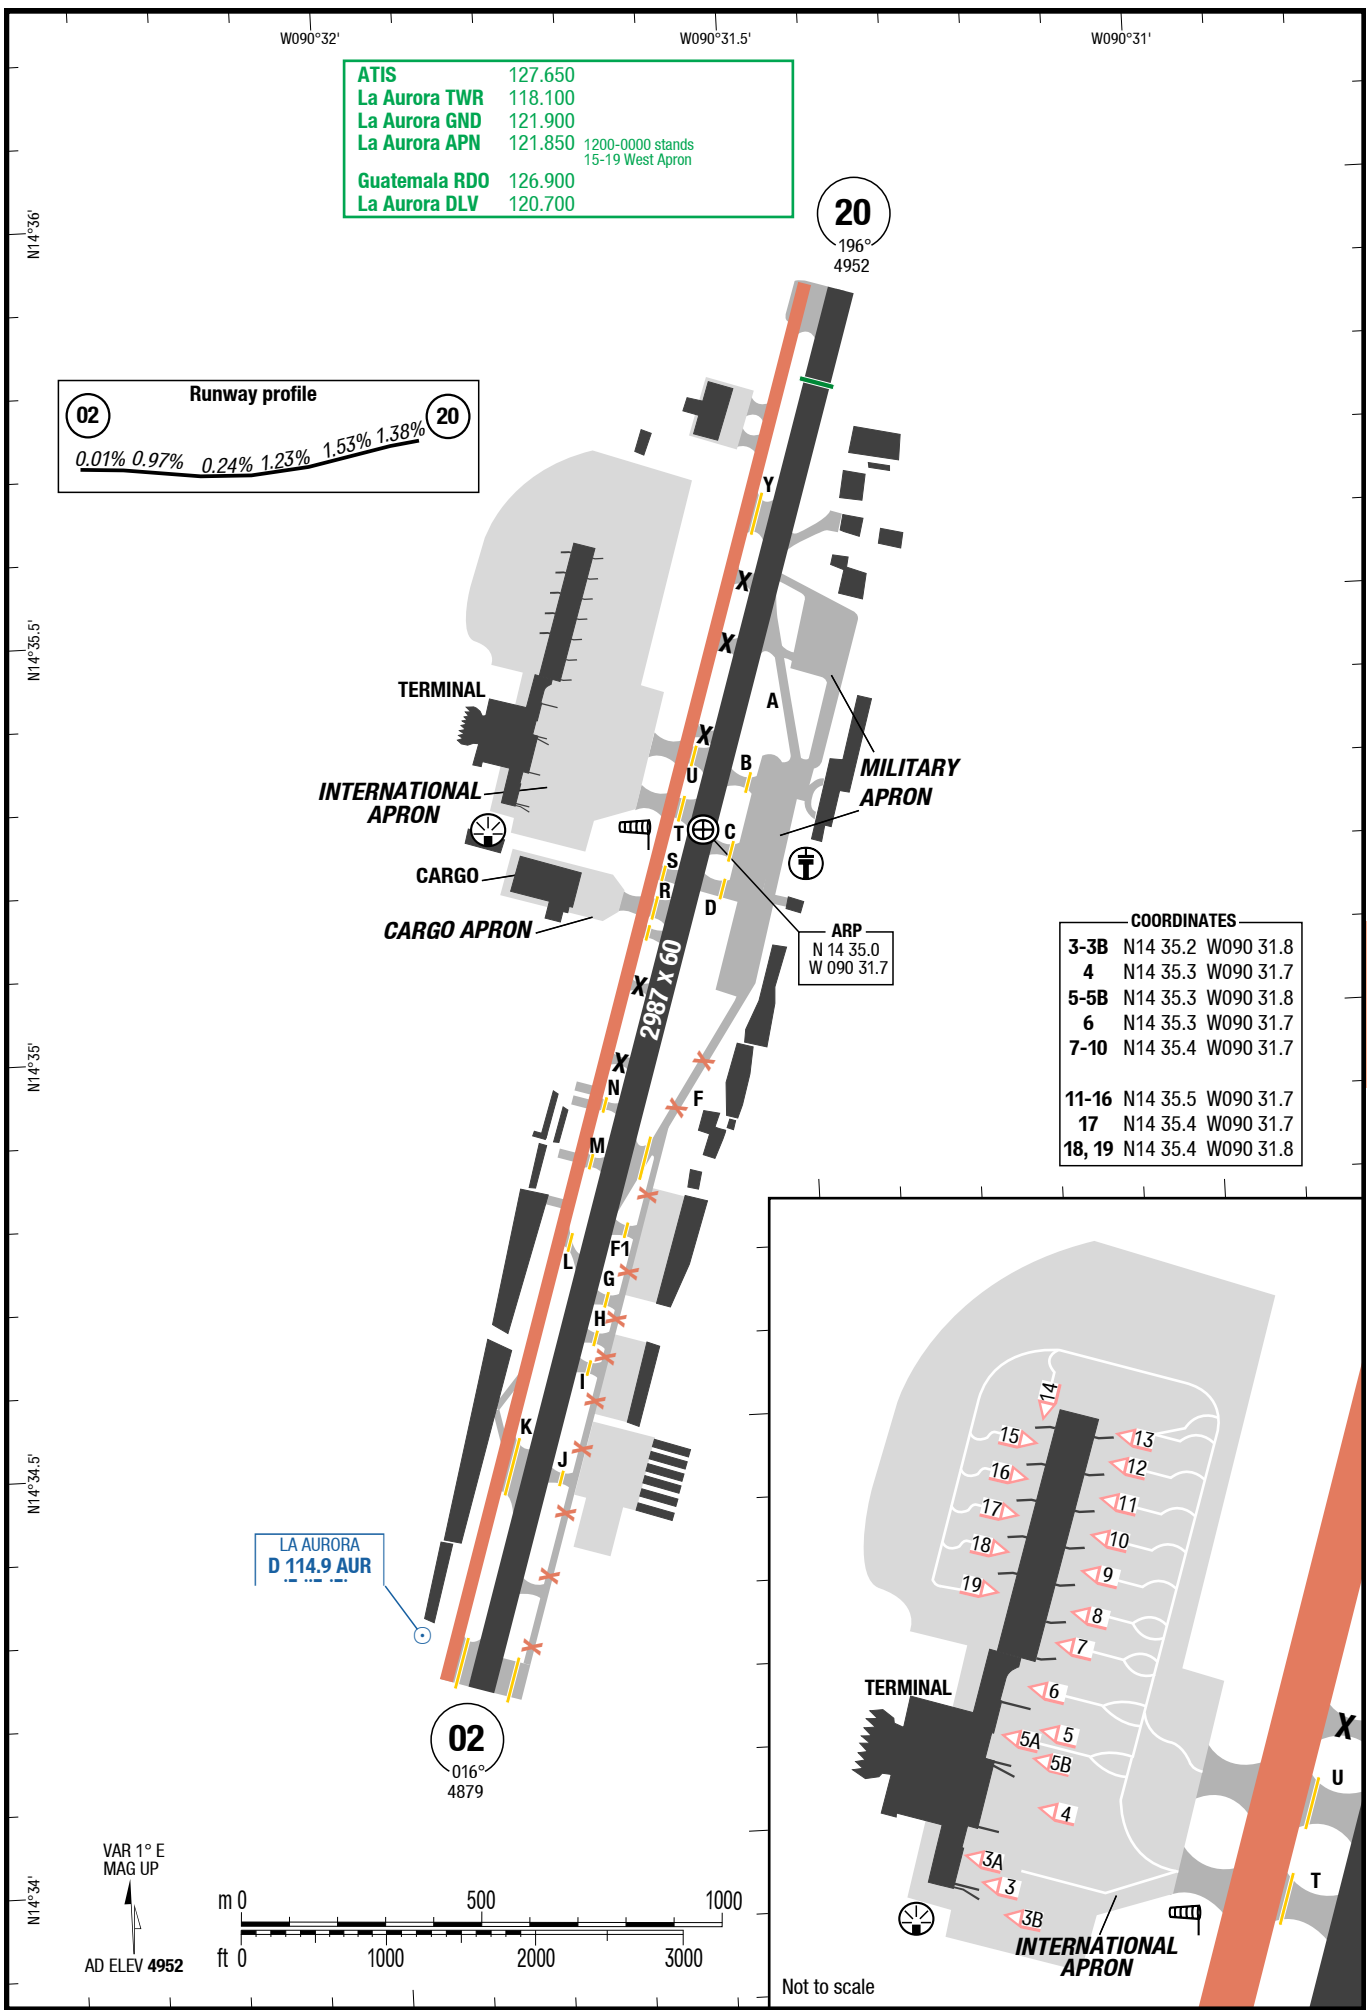 W090°32'
W090°31.5'
W090°31'
ATIS 127.650
La Aurora TWR 118.100
La Aurora GND 121.900
La Aurora APN 121.850 1200-0000 stands
15-19 West Apron
Guatemala RDO 126.900
La Aurora DLV 120.700
20
196°
4952
N14°36'
Runway profile
02
20
0.01% 0.97% 0.24% 1.23% 1.53% 1.38%
Y
X
X
N14°35.5'
TERMINAL
A
X
U
B
MILITARY
APRON
INTERNATIONAL
APRON
T
C
S
CARGO
R
D
CARGO APRON
ARP
N 14 35.0
W 090 31.7
2987 x 60
X
X
COORDINATES
3-3B N14 35.2 W090 31.8
4 N14 35.3 W090 31.7
5-5B N14 35.3 W090 31.8
6 N14 35.3 W090 31.7
7-10 N14 35.4 W090 31.7
11-16 N14 35.5 W090 31.7
17 N14 35.4 W090 31.7
18, 19 N14 35.4 W090 31.8
N14°35'
X
N
X
F
M
X
F1
L
X
G
X
H
X
I
X
K
X
J
X
N14°34.5'
LA AURORA
D 114.9 AUR
X
X
02
016°
4879
VAR 1° E
MAG UP
AD ELEV 4952
N14°34'
m 0 500 1000
ft 0 1000 2000 3000
14
15
13
16
12
17
11
18
10
19
9
8
7
TERMINAL
6
5
5A
5B
X
U
4
3A
3
T
3B
INTERNATIONAL
APRON
Not to scale